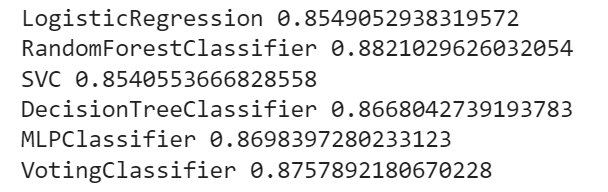 LogisticRegression 0.8549052938319572
RandomForestClassifier 0.8821029626032054
SVC 0.8540553666828558
DecisionTreeClassifier 0.8668042739193783
MLPClassifier 0.8698397280233123
VotingClassifier 0.8757892180670228